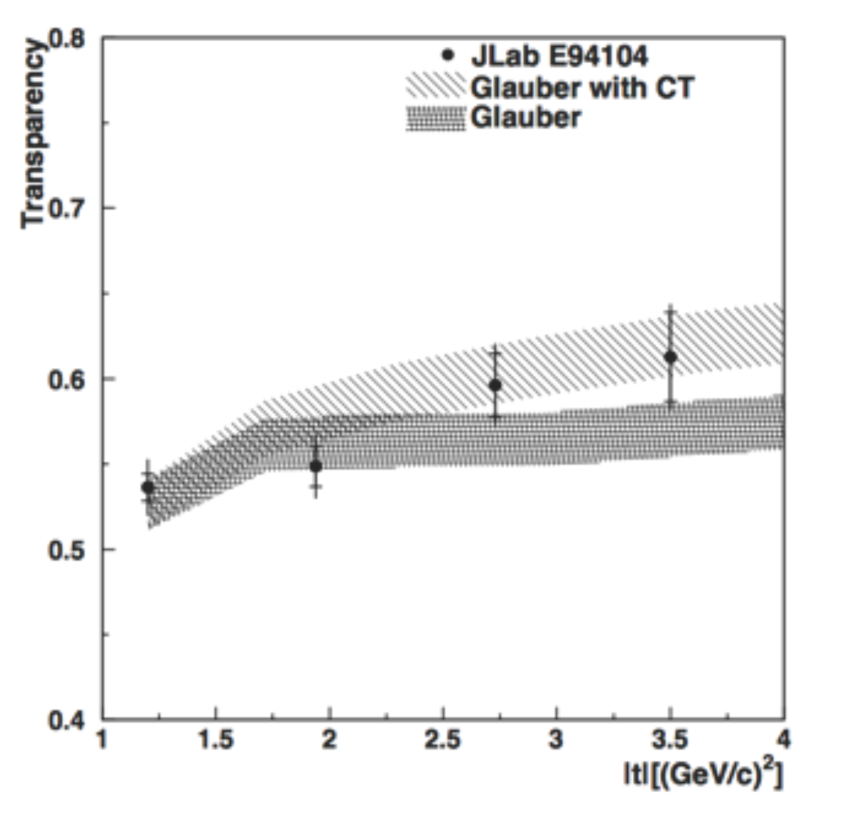 Transparency
0.8
0.7
0.6
0.5
0.4
JLab E94104
Glauber with CT
Glauber
1 1.5 2 2.5 3 3.5 4
|t|[(GeV/c)²]